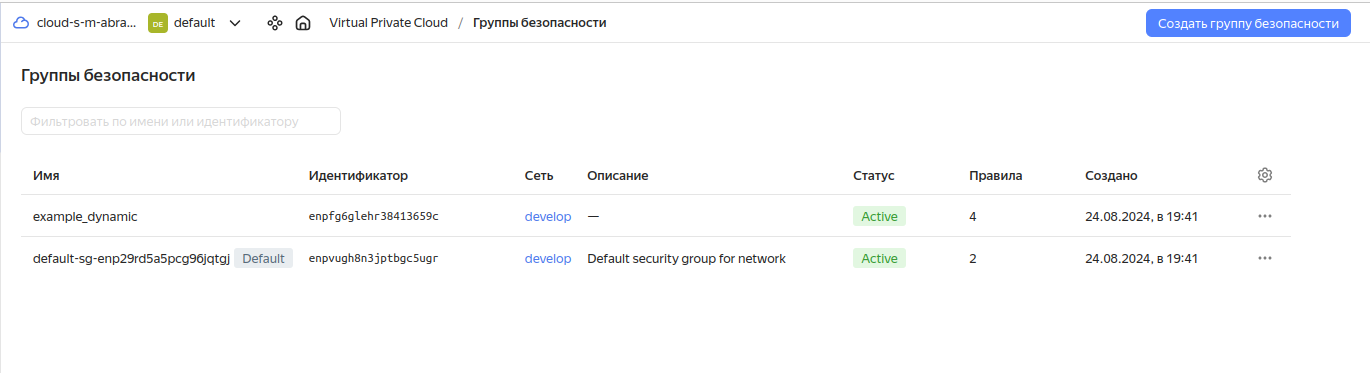 cloud-s-m-abra... DE default Virtual Private Cloud / Группы безопасности Создать группу безопасности
Группы безопасности
Фильтровать по имени или идентификатору
Имя Идентификатор Сеть Описание Статус Правила Создано
example_dynamic enpfg6glehr38413659c develop — Active 4 24.08.2024, в 19:41 ...
default-sg-enp29rd5a5pcg96jqtgj Default enpvugh8n3jptbgc5ugr develop Default security group for network Active 2 24.08.2024, в 19:41 ...